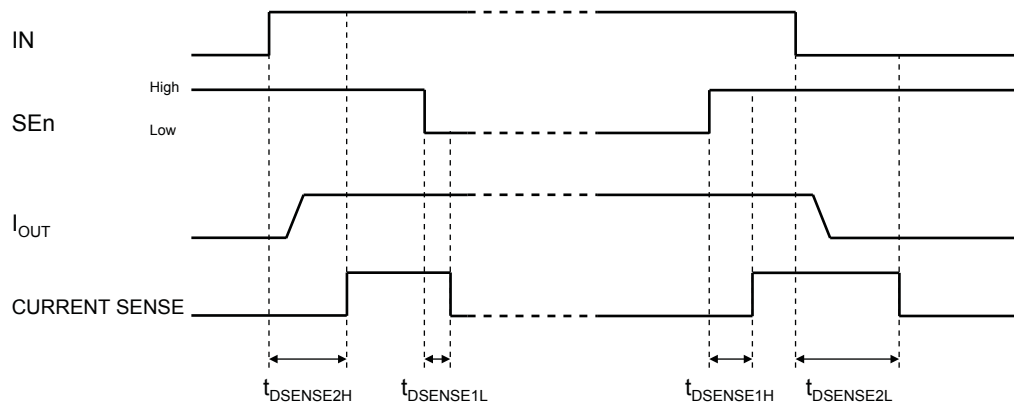 IN
High
SEn
Low
IOUT
CURRENT SENSE
tDSENSE2H
tDSENSE1L
tDSENSE1H
tDSENSE2L